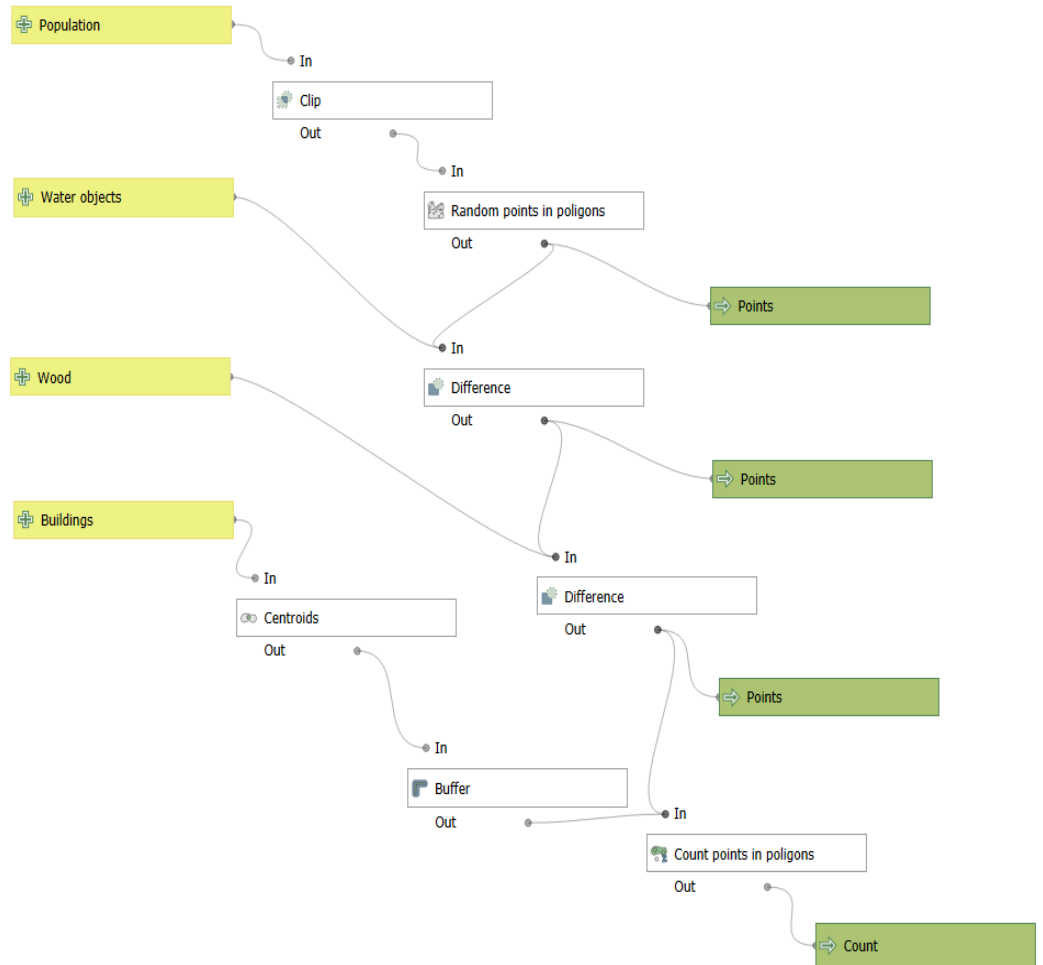 Population
In
Clip
Out
In
Water objects
Random points in poligons
Out
Points
In
Wood
Difference
Out
Points
Buildings
In
In
Centroids
Difference
Out
Out
Points
In
Buffer
Out
In
Count points in poligons
Out
Count